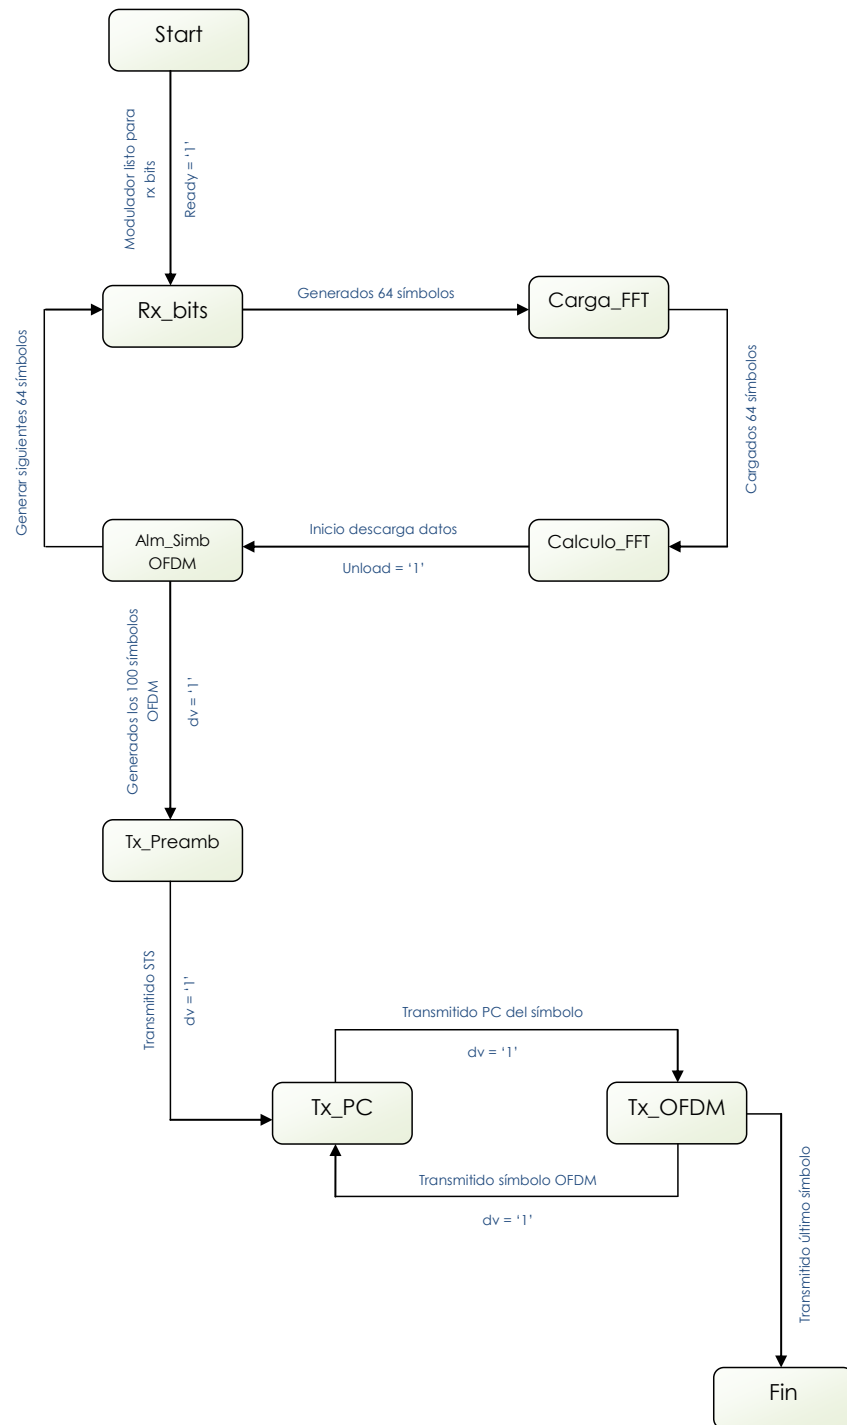 Start
Modulador listo para
rx bits
Ready = ‘1’
Rx_bits
Generados 64 símbolos
Carga_FFT
Generar siguientes 64 símbolos
Cargados 64 símbolos
Alm_Simb
OFDM
Inicio descarga datos
Unload = ‘1’
Calculo_FFT
Generados los 100 símbolos
OFDM
dv = ‘1’
Tx_Preamb
Transmitido STS
dv = ‘1’
Transmitido PC del símbolo
dv = ‘1’
Tx_PC
Tx_OFDM
Transmitido símbolo OFDM
dv = ‘1’
Transmitido último símbolo
Fin